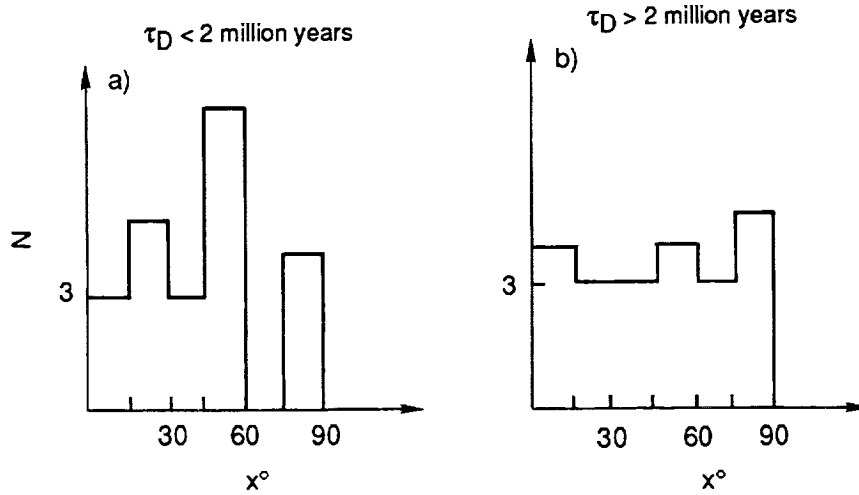 τD < 2 million years
a)
N
3
30 60 90
x°
τD > 2 million years
b)
3
30 60 90
x°